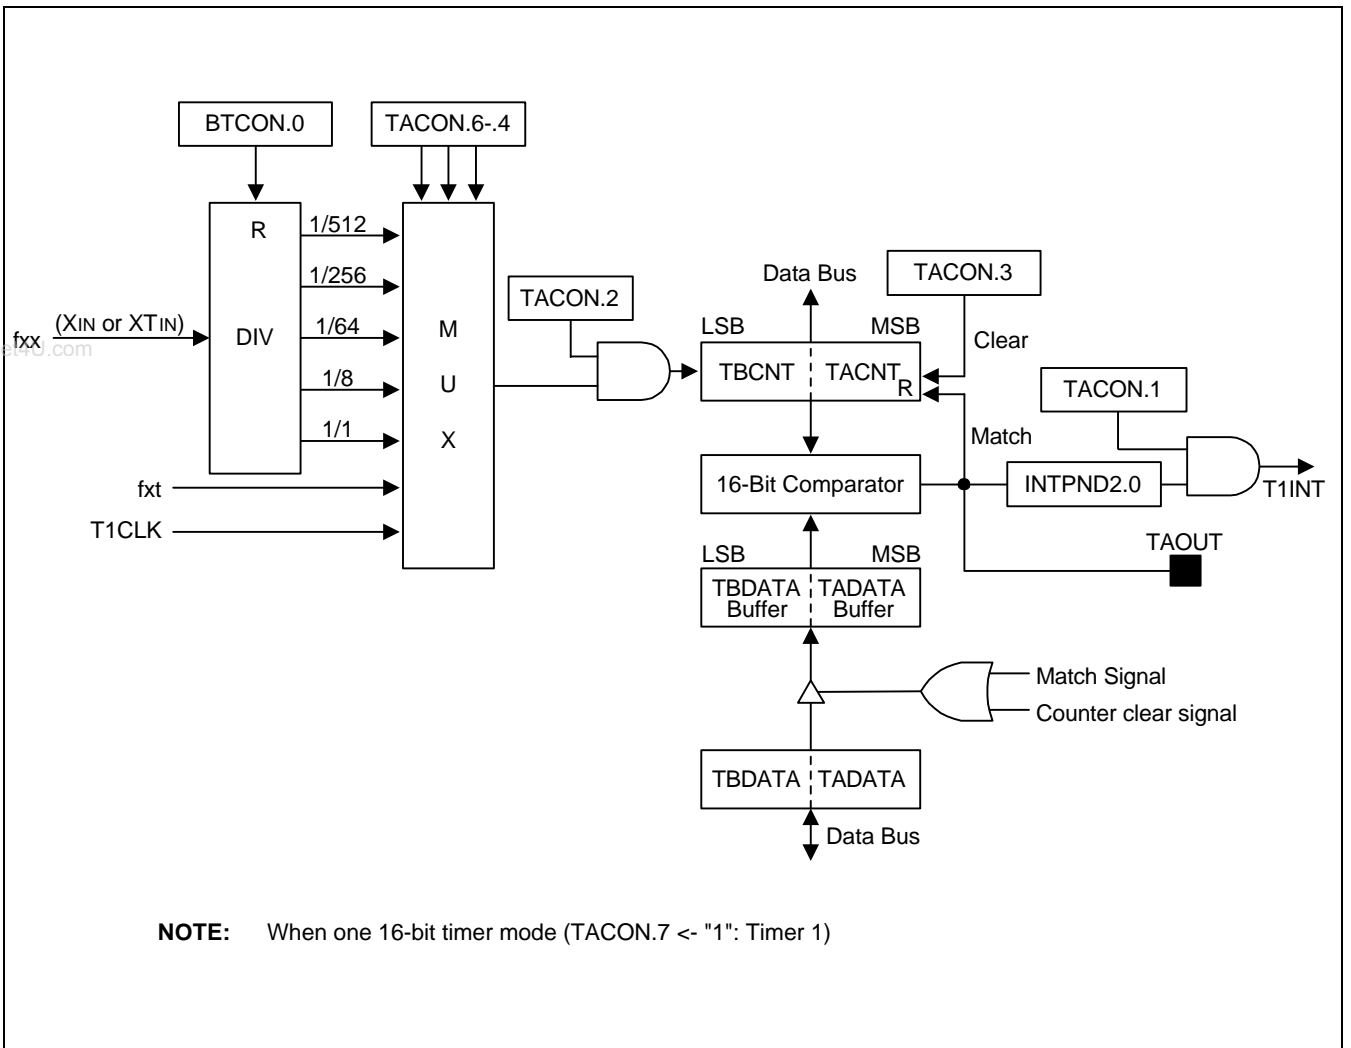 BTCON.0
TACON.6-.4
R
1/512
1/256
1/64
1/8
1/1
DIV
fxx
(XIN or XTIN)
et4U.com
fxt
T1CLK
M
U
X
TACON.2
Data Bus
TACON.3
LSB
MSB
Clear
TBCNT
TACNT
R
Match
TACON.1
16-Bit Comparator
INTPND2.0
T1INT
TAOUT
LSB
MSB
TBDATA
Buffer
TADATA
Buffer
Match Signal
Counter clear signal
TBDATA
TADATA
Data Bus
NOTE: When one 16-bit timer mode (TACON.7 <- "1": Timer 1)